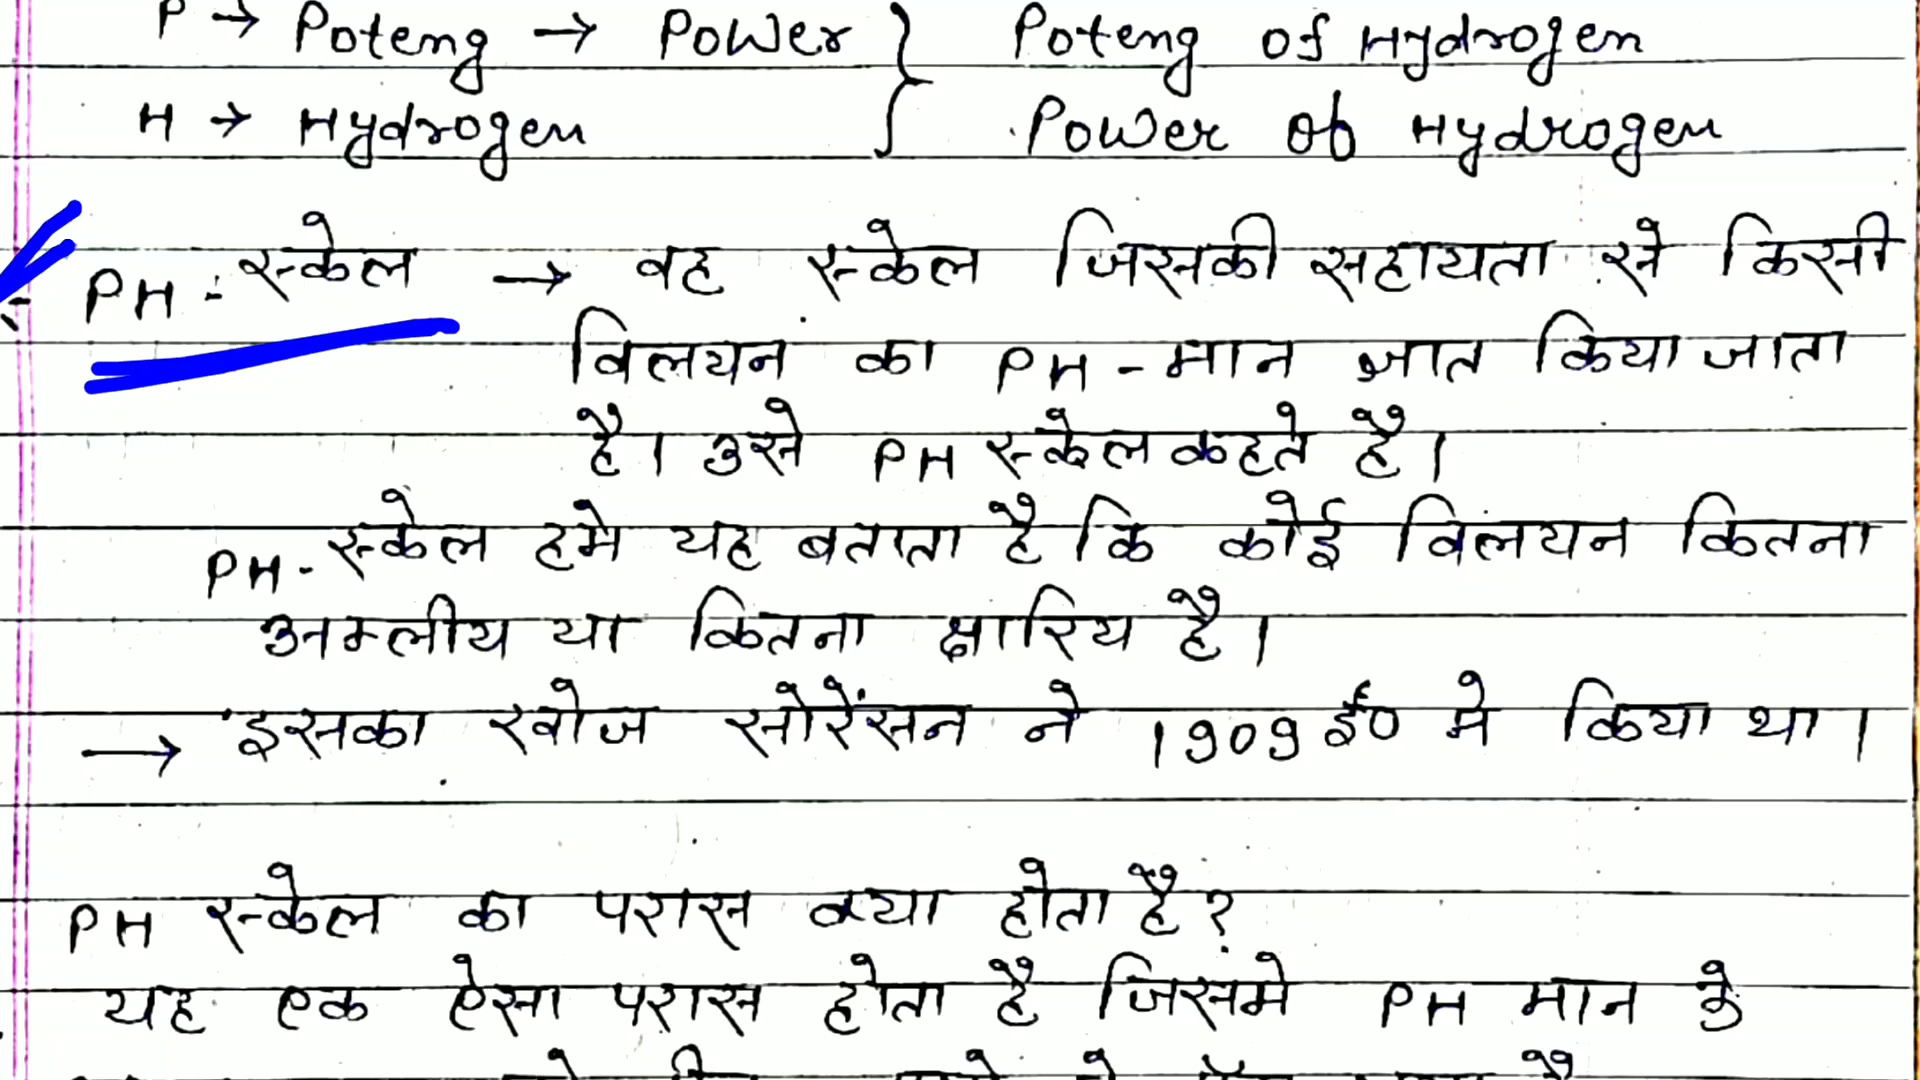 P → Poteng → Power } Poteng of Hydrogen
H → Hydrogen Power of Hydrogen
PH - स्केल → वह स्केल जिसकी सहायता से किसी
विलयन का PH - मान ज्ञात किया जाता
है। उसे PH स्केल कहते है।
PH - स्केल हमे यह बताता है कि कोई विलयन कितना
अम्लीय या कितना क्षारिय है।
→ इसका खोज सोरेंसन ने 1909 ई० मे किया था।
PH स्केल का परास क्या होता है?
यह एक ऐसा परास होता है जिसमे PH मान के